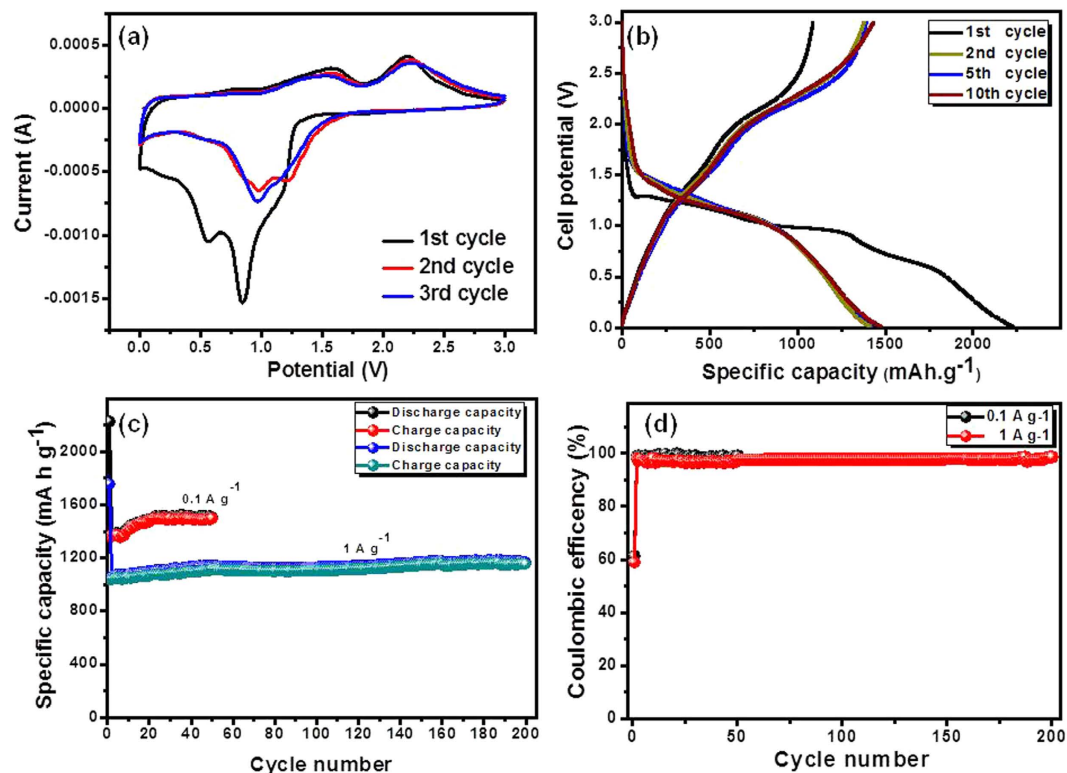 (a)
0.0005
0.0000
-0.0005
-0.0010
-0.0015
Current (A)
1st cycle
2nd cycle
3rd cycle
0.0 0.5 1.0 1.5 2.0 2.5 3.0
Potential (V)
(b)
3.0
2.5
2.0
1.5
1.0
0.5
0.0
Cell potential (V)
1st cycle
2nd cycle
5th cycle
10th cycle
0 500 1000 1500 2000
Specific capacity (mAh.g-1)
(c)
2000
1600
1200
800
400
0
Specific capacity (mA h g-1)
Discharge capacity
Charge capacity
Discharge capacity
Charge capacity
0.1 A g-1
1 A g-1
0 20 40 60 80 100 120 140 160 180 200
Cycle number
(d)
120
100
80
60
40
20
0
Coulombic efficency (%)
0.1 A g-1
1 A g-1
0 50 100 150 200
Cycle number